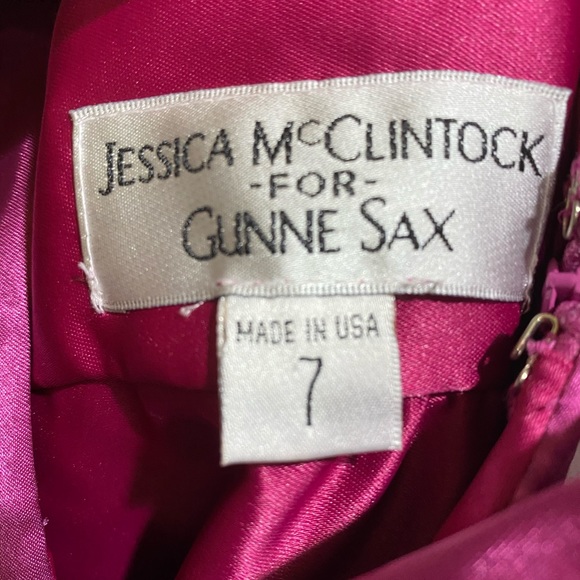 JESSICA MCCLINTOCK
-FOR-
GUNNE SAX
MADE IN USA
7